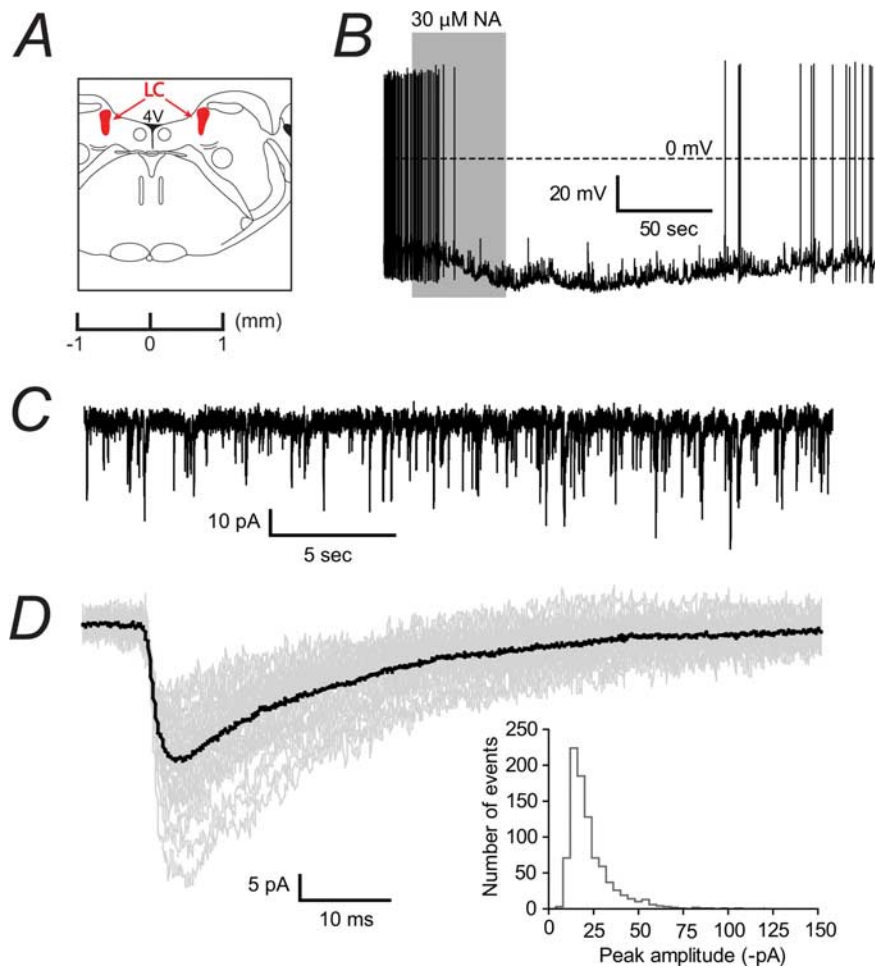 A
LC
4V
-1 0 1 (mm)
B
30 µM NA
0 mV
20 mV
50 sec
C
10 pA
5 sec
D
5 pA
10 ms
Number of events
250
200
150
100
50
0
0 25 50 75 100 125 150
Peak amplitude (-pA)